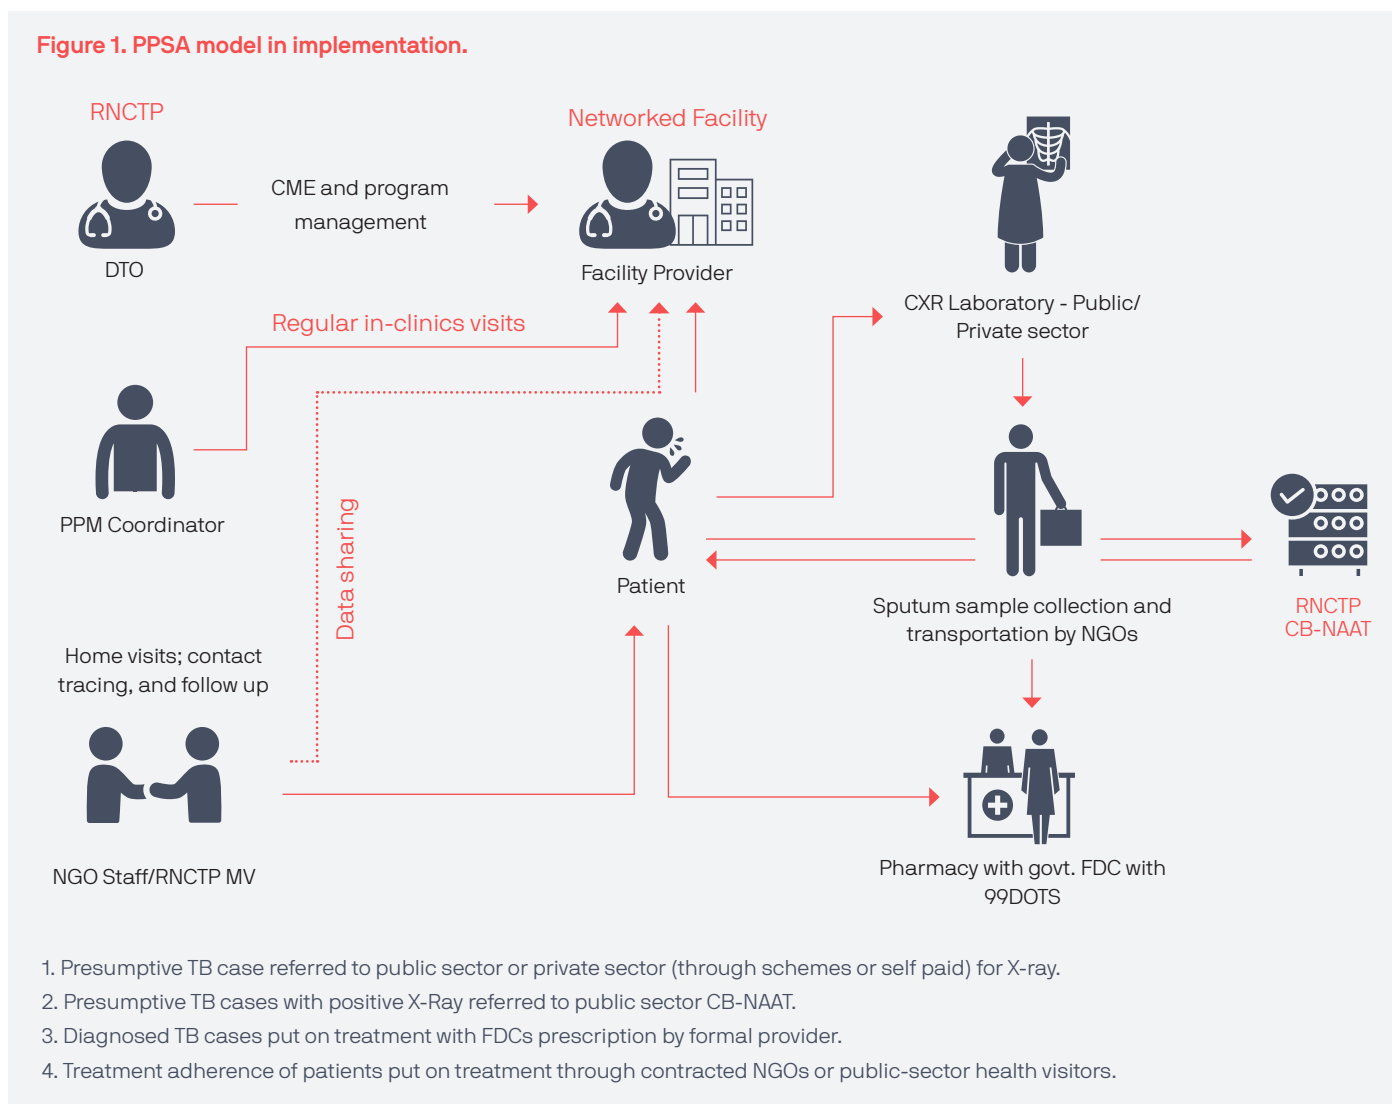 Figure 1. PPSA model in implementation.
RNCTP
Networked Facility
CME and program
management
DTO
Facility Provider
CXR Laboratory - Public/
Private sector
Regular in-clinics visits
PPM Coordinator
Data sharing
Patient
Sputum sample collection and
transportation by NGOs
RNCTP
CB-NAAT
Home visits; contact
tracing, and follow up
NGO Staff/RNCTP MV
Pharmacy with govt. FDC with
99DOTS
1. Presumptive TB case referred to public sector or private sector (through schemes or self paid) for X-ray.
2. Presumptive TB cases with positive X-Ray referred to public sector CB-NAAT.
3. Diagnosed TB cases put on treatment with FDCs prescription by formal provider.
4. Treatment adherence of patients put on treatment through contracted NGOs or public-sector health visitors.